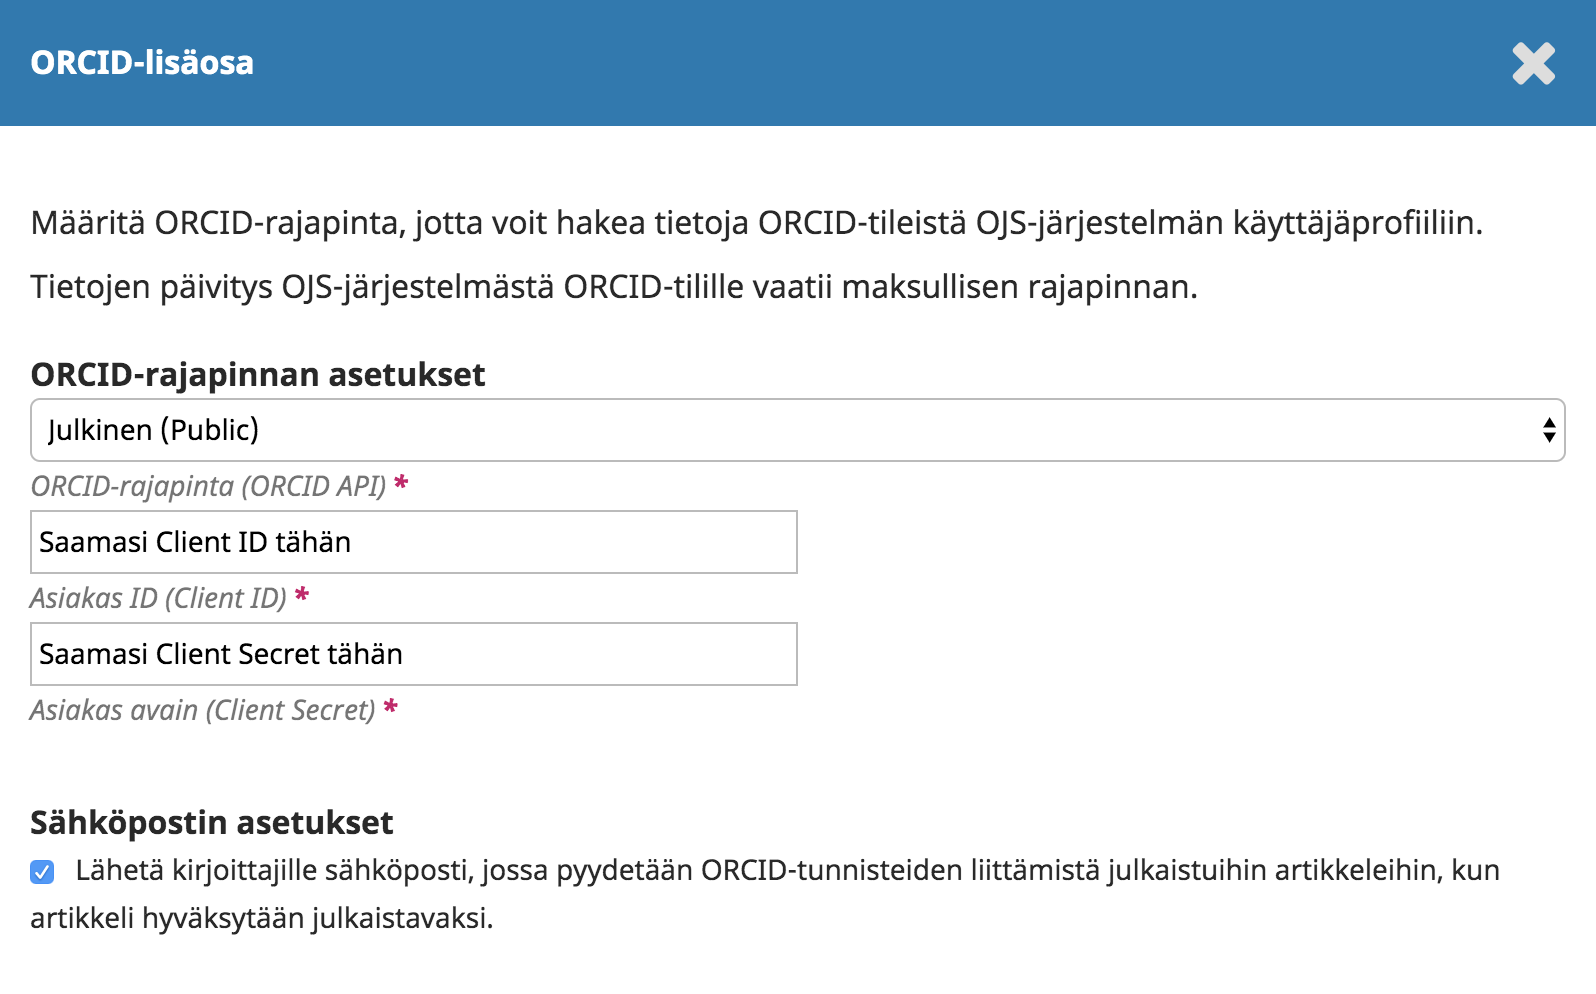 ORCID-lisäosa
Määritä ORCID-rajapinta, jotta voit hakea tietoja ORCID-tileistä OJS-järjestelmän käyttäjäprofiiliin.
Tietojen päivitys OJS-järjestelmästä ORCID-tilille vaatii maksullisen rajapinnan.
ORCID-rajapinnan asetukset
Julkinen (Public)
ORCID-rajapinta (ORCID API) *
Saamasi Client ID tähän
Asiakas ID (Client ID) *
Saamasi Client Secret tähän
Asiakas avain (Client Secret) *
Sähköpostin asetukset
Lähetä kirjoittajille sähköposti, jossa pyydetään ORCID-tunnisteiden liittämistä julkaistuihin artikkeleihin, kun
artikkeli hyväksytään julkaistavaksi.